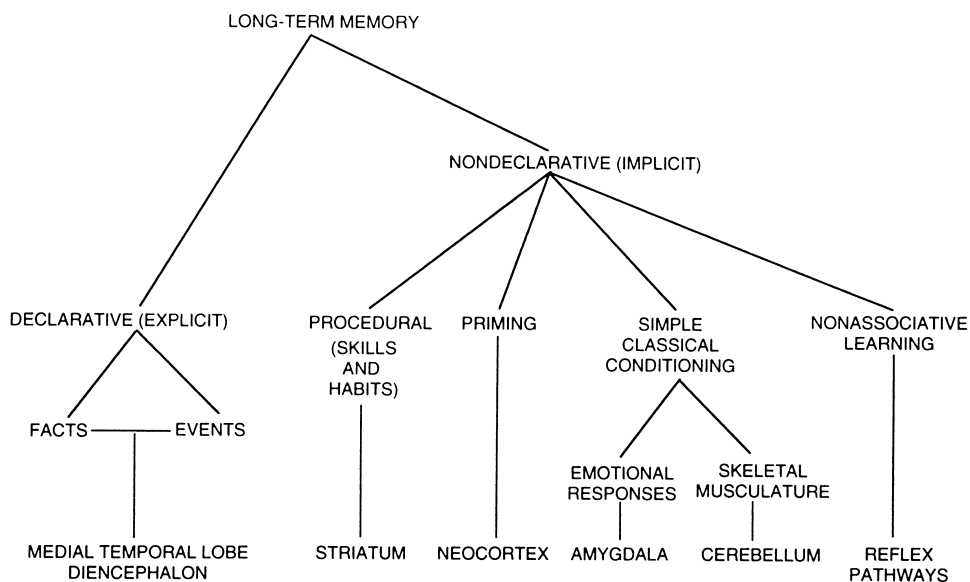 LONG-TERM MEMORY
NONDECLARATIVE (IMPLICIT)
DECLARATIVE (EXPLICIT)
PROCEDURAL
(SKILLS
AND
HABITS)
PRIMING
SIMPLE
CLASSICAL
CONDITIONING
NONASSOCIATIVE
LEARNING
FACTS
EVENTS
EMOTIONAL
RESPONSES
SKELETAL
MUSCULATURE
MEDIAL TEMPORAL LOBE
DIENCEPHALON
STRIATUM
NEOCORTEX
AMYGDALA
CEREBELLUM
REFLEX
PATHWAYS